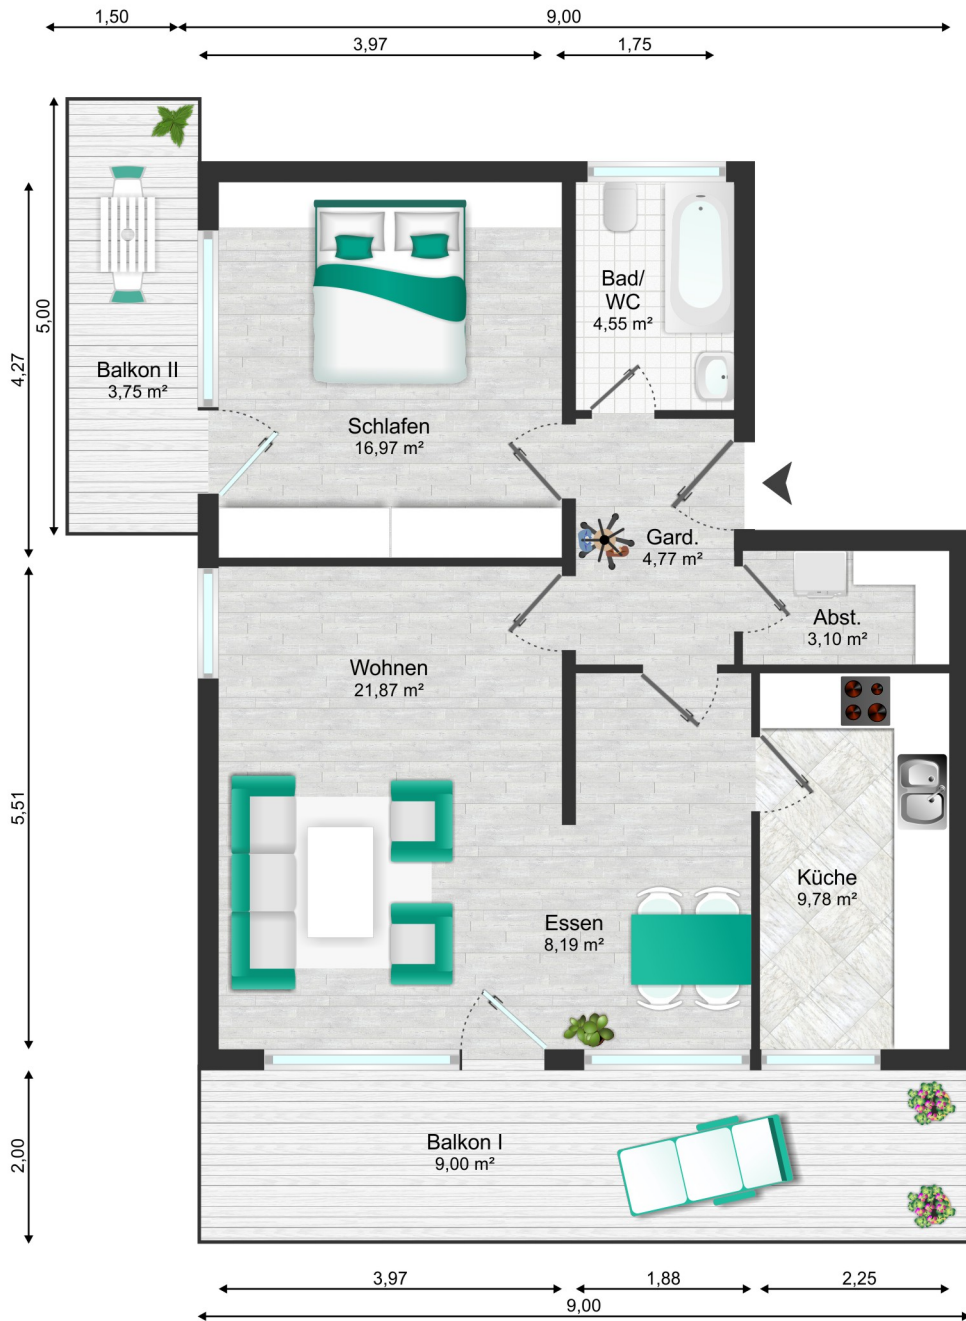 1,50
9,00
3,97
1,75
5,00
4,27
Bad/
WC
4,55 m²
Balkon II
3,75 m²
Schlafen
16,97 m²
Gard.
4,77 m²
Abst.
3,10 m²
Wohnen
21,87 m²
5,51
Küche
9,78 m²
Essen
8,19 m²
2,00
Balkon I
9,00 m²
3,97
1,88
2,25
9,00